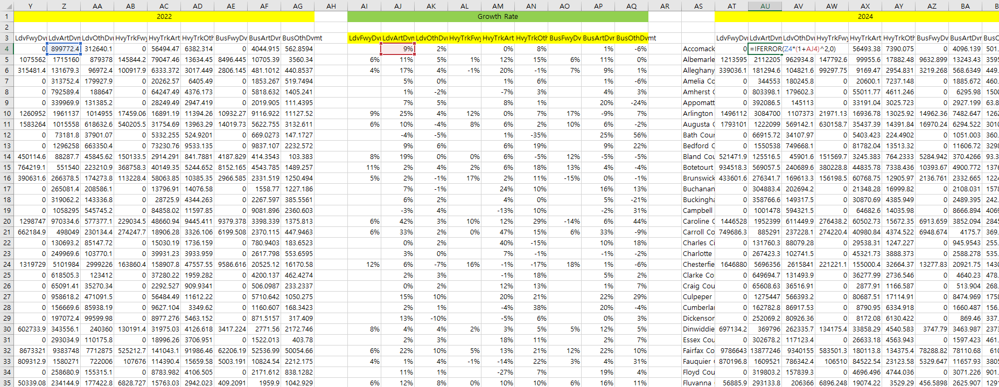 Y Z AA AB AC AD AE AF AG AH AI AJ AK AL AM AN AO AP AQ AR AS AT AU AV AW AX AY AZ BA B
1 2022 Growth Rate 2024
2
3 LdvFwyDv LdvArtDvn LdvOthDvi HvyTrkFwy HvyTrkArt HvyTrkOth BusFwyDv BusArtDvr BusOthDvmt LdvFwyDvi LdvArtDvn LdvOthDvi HvyTrkFwy HvyTrkArt HvyTrkOth BusFwyDv BusArtDvr BusOthDvmt LdvFwyDvi LdvArtDvn LdvOthDvi HvyTrkFwy HvyTrkArt HvyTrkOth BusFwyDv BusArtDvr BusO
4 0 899772.4 312640.1 0 56494.47 6382.314 0 4044.915 562.8594 9% 2% 0% 8% 1% -6% Accomack 0 =IFERROR(Z4*(1+AJ4)^2,0) 56493.38 7390.075 0 4096.139 501.
5 1075562 1715160 879378 145844.2 79047.46 13634.45 8496.445 10705.39 3560.34 6% 11% 5% 1% 12% 15% 6% 11% 0% Albemarle 1213595 2112205 962934.8 147792.6 99955.6 17882.48 9632.899 13243.43 3595
6 315481.4 131679.3 96972.4 100917.9 6333.372 3017.449 2806.145 481.1012 440.8537 4% 17% 4% -1% 20% -1% 7% 9% 1% Alleghany 339036.1 181294.6 104821.6 99297.75 9169.47 2954.831 3219.268 568.6349 449.
7 0 313752.4 179927.9 0 20262.57 6405.49 0 1853.267 519.7494 5% 0% 1% 6% 1% -6% Amelia Co 0 344553 180245.8 0 20600.1 7237.148 0 1885.672 460.
8 0 792589.4 188647 0 64247.49 4376.173 0 5818.632 1405.241 1% -2% -7% 3% 4% 3% Amherst C 0 803398.1 179602.3 0 55011.77 4611.246 0 6295.98 1500
9 0 339969.9 131385.2 0 28249.49 2947.419 0 2019.905 111.4395 7% 5% 8% 1% 20% -24% Appomatt 0 392086.5 145113 0 33191.04 3025.723 0 2927.199 63.8
10 1260952 1961137 1014955 17459.06 16891.19 11394.26 10932.27 9116.922 11127.52 9% 25% 4% 12% 0% 7% 17% -9% 7% Arlington 1496112 3084700 1107373 21971.13 16936.78 13025.92 14962.36 7482.647 1262
11 1583264 1015558 618632.6 540205.5 31754.69 13963.29 14019.73 5622.755 3132.611 6% 10% -4% 8% 6% 2% 10% 6% -2% Augusta C 1793101 1222099 569142.1 630158.7 35437.39 14391.84 16970.24 6294.522 3010
12 0 73181.8 37901.07 0 5332.255 524.9201 0 669.0273 147.1727 -4% -5% 1% -35% 25% 56% Bath Cour 0 66915.72 34107.97 0 5403.423 224.4902 0 1051.003 360.
13 0 1296258 663350.4 0 73230.76 9533.135 0 9837.107 2232.572 9% 6% 6% 19% 9% 22% Bedford C 0 1550538 749668.1 0 81782.04 13513.32 0 11606.72 3298
14 450114.6 88287.7 45845.62 150133.5 2914.291 841.7881 4187.829 414.3543 103.383 8% 19% 0% 0% 6% -5% 12% -5% -5% Bland Cou 521471.9 125516.5 45901.6 151569.7 3245.383 764.2333 5284.942 370.4266 93.3
15 764219.1 551540 223210.9 368758.3 40149.35 5244.652 8152.165 4543.785 1489.257 11% 2% 4% 2% 6% 18% 13% 4% -4% Botetourt 934518.3 569057.5 240689.6 380228.8 44835.78 7338.436 10393.67 4900.772 1376
16 390631.6 266378.5 174273.8 113228.4 58063.85 10385.35 2966.585 2331.519 1250.494 5% 2% -1% 17% 2% 11% -15% 0% -1% Brunswick 433601.6 276341.7 169613.3 156198.5 60768.75 12905.97 2136.761 2332.665 1224
17 0 265081.4 208586.1 0 13796.91 14076.58 0 1558.77 1227.186 7% -1% 24% 10% 16% 13% Buchanan 0 304883.4 202694.2 0 21348.28 16999.82 0 2108.031 1578
18 0 319062.2 143336.8 0 28725.9 4344.263 0 2267.597 385.5561 6% 2% 4% 0% 5% -21% Buckingha 0 358766.6 149317.5 0 30870.69 4385.949 0 2489.395 242.
19 0 1058295 545745.2 0 84858.02 11597.85 0 9081.896 2360.603 -3% 4% -13% 10% -2% 31% Campbell 0 1001478 594321.5 0 64682.6 14035.98 0 8666.894 4069
20 1298747 970334.6 577377.1 229034.5 48660.94 9445.411 9379.378 3398.339 1375.813 6% 42% 3% 10% 12% 29% -14% 6% 44% Caroline C 1446528 1952399 611449.9 276438.2 60502.73 15672.35 6913.659 3852.094 2845
21 662184.9 498049 230134.4 274247.7 18906.28 3326.106 6199.508 2370.115 447.9463 6% 33% 2% 0% 47% 15% 6% 33% -9% Carroll Co 749686.3 885291 237228.1 274220.4 40980.84 4374.522 6948.674 4175.7 369.
22 0 130693.2 85147.72 0 15030.19 1736.159 0 780.9403 183.6523 0% 2% 40% -15% 10% 18% Charles Ci 0 131760.3 88079.28 0 29538.31 1247.227 0 945.9543 255.
23 0 249969.6 103770.1 0 39931.23 3933.959 0 2617.798 553.6595 3% 0% 7% -1% -1% -2% Charlotte 0 267423.3 102741.5 0 45321.73 3888.373 0 2588.278 535.
24 1319729 5101984 2999226 163860.4 158907.8 47557.55 9586.616 20525.12 16170.58 12% 6% -7% 16% -1% -17% 18% 1% -6% Chesterfie 1646880 5696356 2615841 221221.1 155000.4 32664.37 13277.83 20921.75 1430
25 0 618505.3 123412 0 37280.22 1959.282 0 4200.137 462.4274 2% 3% -1% 18% 5% 2% Clarke Co 0 649694.7 131493.9 0 36277.99 2736.546 0 4640.23 478.
26 0 65091.41 35270.34 0 2292.527 909.9341 0 506.0987 233.2337 0% 2% 12% 13% 1% 7% Craig Cou 0 65608.63 36516.91 0 2877.91 1166.587 0 513.904 268.
27 0 958618.2 471091.5 0 56484.49 11612.22 0 5710.642 1050.275 15% 10% 20% 21% 22% 29% Culpeper 0 1275447 566393.2 0 80687.51 17114.91 0 8474.969 1758
28 0 156669.6 85938.19 0 9627.104 3349.62 0 1160.607 168.3423 2% 1% -4% 38% 20% -4% Cumberlar 0 162782.8 86917.53 0 8790.95 6334.918 0 1660.487 156.
29 0 197072.4 99599.98 0 8977.276 5463.152 0 871.5157 317.409 13% -10% -5% 6% 0% 3% Dickensor 0 252069.2 80926.36 0 8172.08 6130.422 0 869.46 337.
30 602733.9 343556.1 240360 130191.4 31975.03 4126.618 3417.224 2771.56 2172.746 8% 4% 4% 2% 3% 5% 5% 12% 5% Dinwiddie 697134.2 369796 262335.7 134175.4 33858.29 4540.583 3747.79 3463.987 2373
31 0 293034.9 110175.8 0 18996.26 3706.951 0 1522.013 403.78 2% 3% 18% 11% 2% 7% Essex Cou 0 302678.2 117123.4 0 26633.18 4563.943 0 1597.423 461.
32 8673321 9383748 7712875 525212.7 141043.1 91986.46 62206.19 52536.99 50054.66 6% 22% 10% 5% 13% 21% 12% 22% 10% Fairfax Co 9786643 13877246 9340155 583501.3 180113.8 134375.4 78288.82 78110.68 610
33 809312.9 1580271 722006 107676 114390.4 15659.58 5003.191 10824.54 2212.175 4% 1% 4% -1% -14% 22% 3% 4% 31% Fauquier 870196.8 1609521 786342.4 106510 84522.54 23123.58 5329.647 11657.93 3805
34 0 258680.9 155315.1 0 8783.982 4106.505 0 2171.612 838.1282 11% 1% -27% 7% 19% 4% Floyd Cou 0 319803.2 157839.3 0 4696.496 4744.036 0 3071.226 901.
35 50339.08 234144.9 177422.8 6828.727 15763.03 2942.023 409.2091 1959.9 1042.929 6% 12% 8% 0% 10% 10% 6% 16% 11% Fluvanna 56885.9 293133.8 206366 6896.248 19074.22 3529.29 456.5898 2625.907 1291